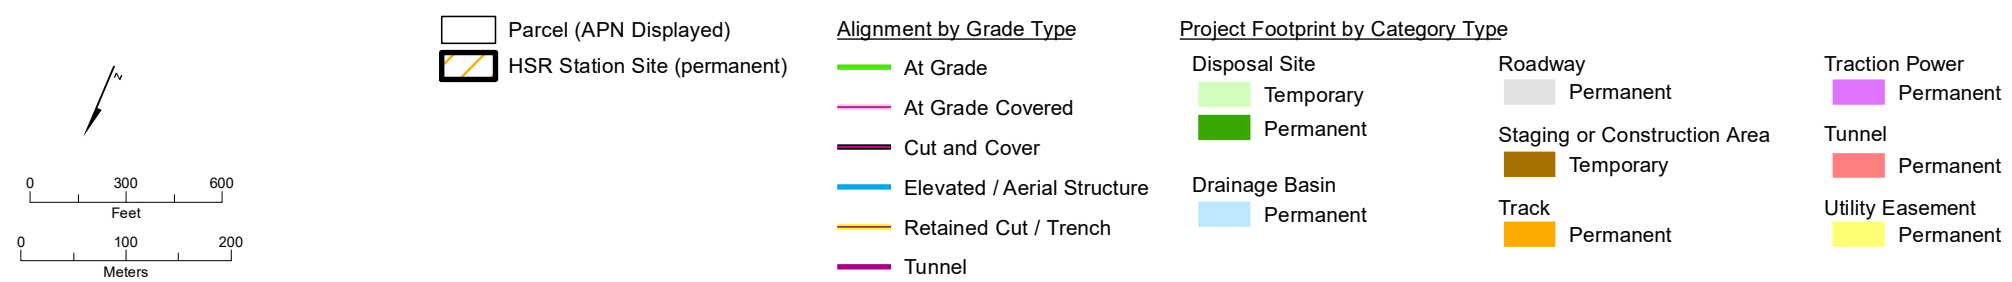 N
0 300 600
Feet
0 100 200
Meters
Parcel (APN Displayed)
HSR Station Site (permanent)
Alignment by Grade Type
At Grade
At Grade Covered
Cut and Cover
Elevated / Aerial Structure
Retained Cut / Trench
Tunnel
Project Footprint by Category Type
Disposal Site
Temporary
Permanent
Drainage Basin
Permanent
Roadway
Permanent
Staging or Construction Area
Temporary
Track
Permanent
Traction Power
Permanent
Tunnel
Permanent
Utility Easement
Permanent